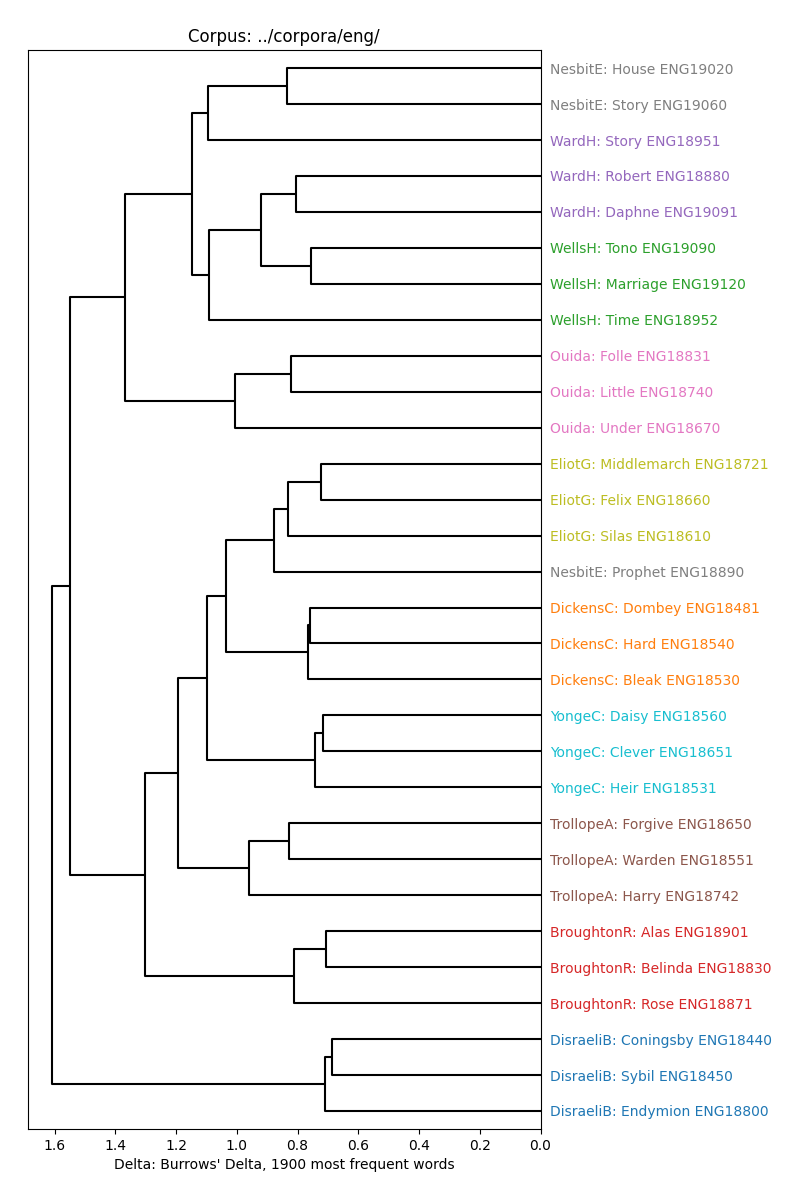 Corpus: ../corpora/eng/
NesbitE: House ENG19020
NesbitE: Story ENG19060
WardH: Story ENG18951
WardH: Robert ENG18880
WardH: Daphne ENG19091
WellsH: Tono ENG19090
WellsH: Marriage ENG19120
WellsH: Time ENG18952
Ouida: Folle ENG18831
Ouida: Little ENG18740
Ouida: Under ENG18670
EliotG: Middlemarch ENG18721
EliotG: Felix ENG18660
EliotG: Silas ENG18610
NesbitE: Prophet ENG18890
DickensC: Dombey ENG18481
DickensC: Hard ENG18540
DickensC: Bleak ENG18530
YongeC: Daisy ENG18560
YongeC: Clever ENG18651
YongeC: Heir ENG18531
TrollopeA: Forgive ENG18650
TrollopeA: Warden ENG18551
TrollopeA: Harry ENG18742
BroughtonR: Alas ENG18901
BroughtonR: Belinda ENG18830
BroughtonR: Rose ENG18871
DisraeliB: Coningsby ENG18440
DisraeliB: Sybil ENG18450
DisraeliB: Endymion ENG18800
1.6 1.4 1.2 1.0 0.8 0.6 0.4 0.2 0.0
Delta: Burrows' Delta, 1900 most frequent words